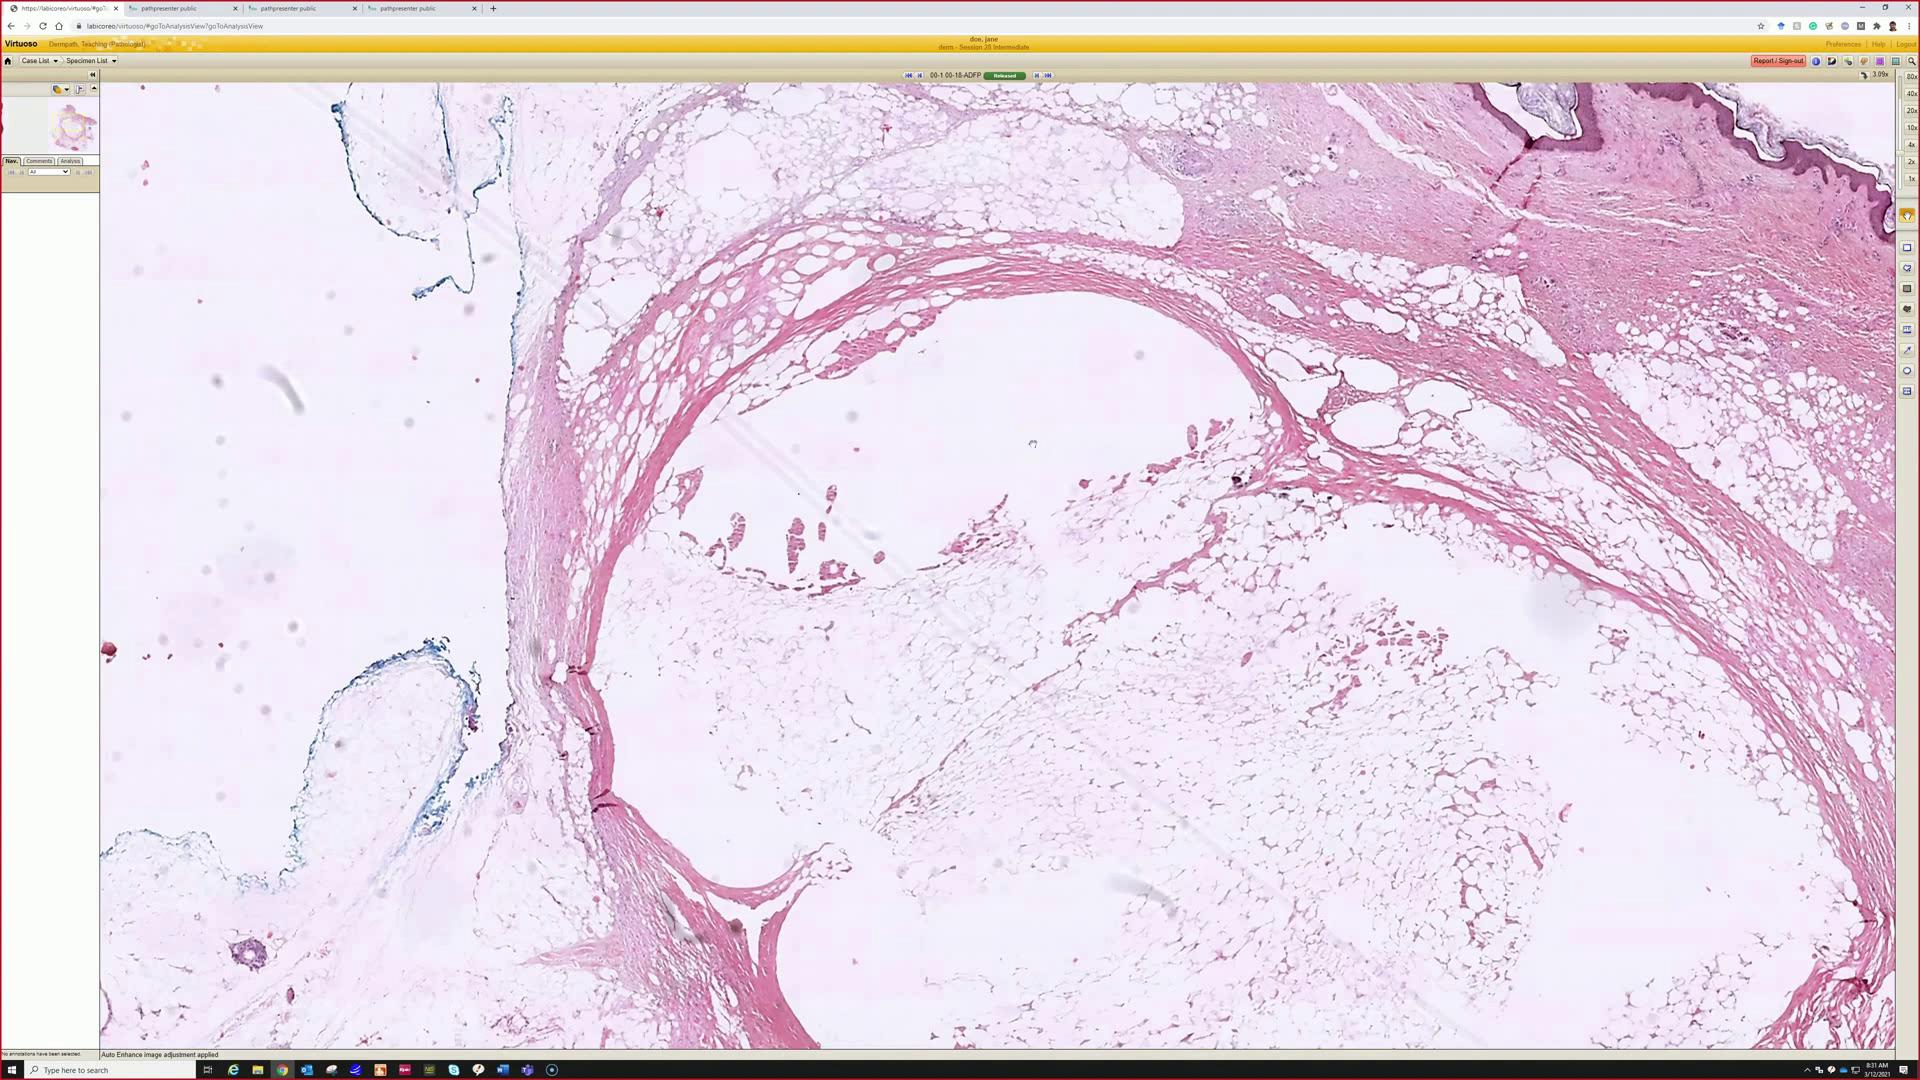 https://labicoreo/virtuoso/#goTo
pathpresenter public
pathpresenter public
pathpresenter public
labicoreo/virtuoso/#goToAnalysisView?goToAnalysisView
Virtuoso
Dermpath, Teaching (Pathologist)
doe, jane
derm - Session 28 Intermediate
Preferences
Help
Logout
Case List
Specimen List
Report / Sign-out
00-1 00-18-ADFP
Released
3.09x
80x
40x
20x
10x
4x
2x
1x
Nav.
Comments
Analysis
All
No annotations have been selected.
Auto Enhance image adjustment applied
Type here to search
8:31 AM
3/12/2021